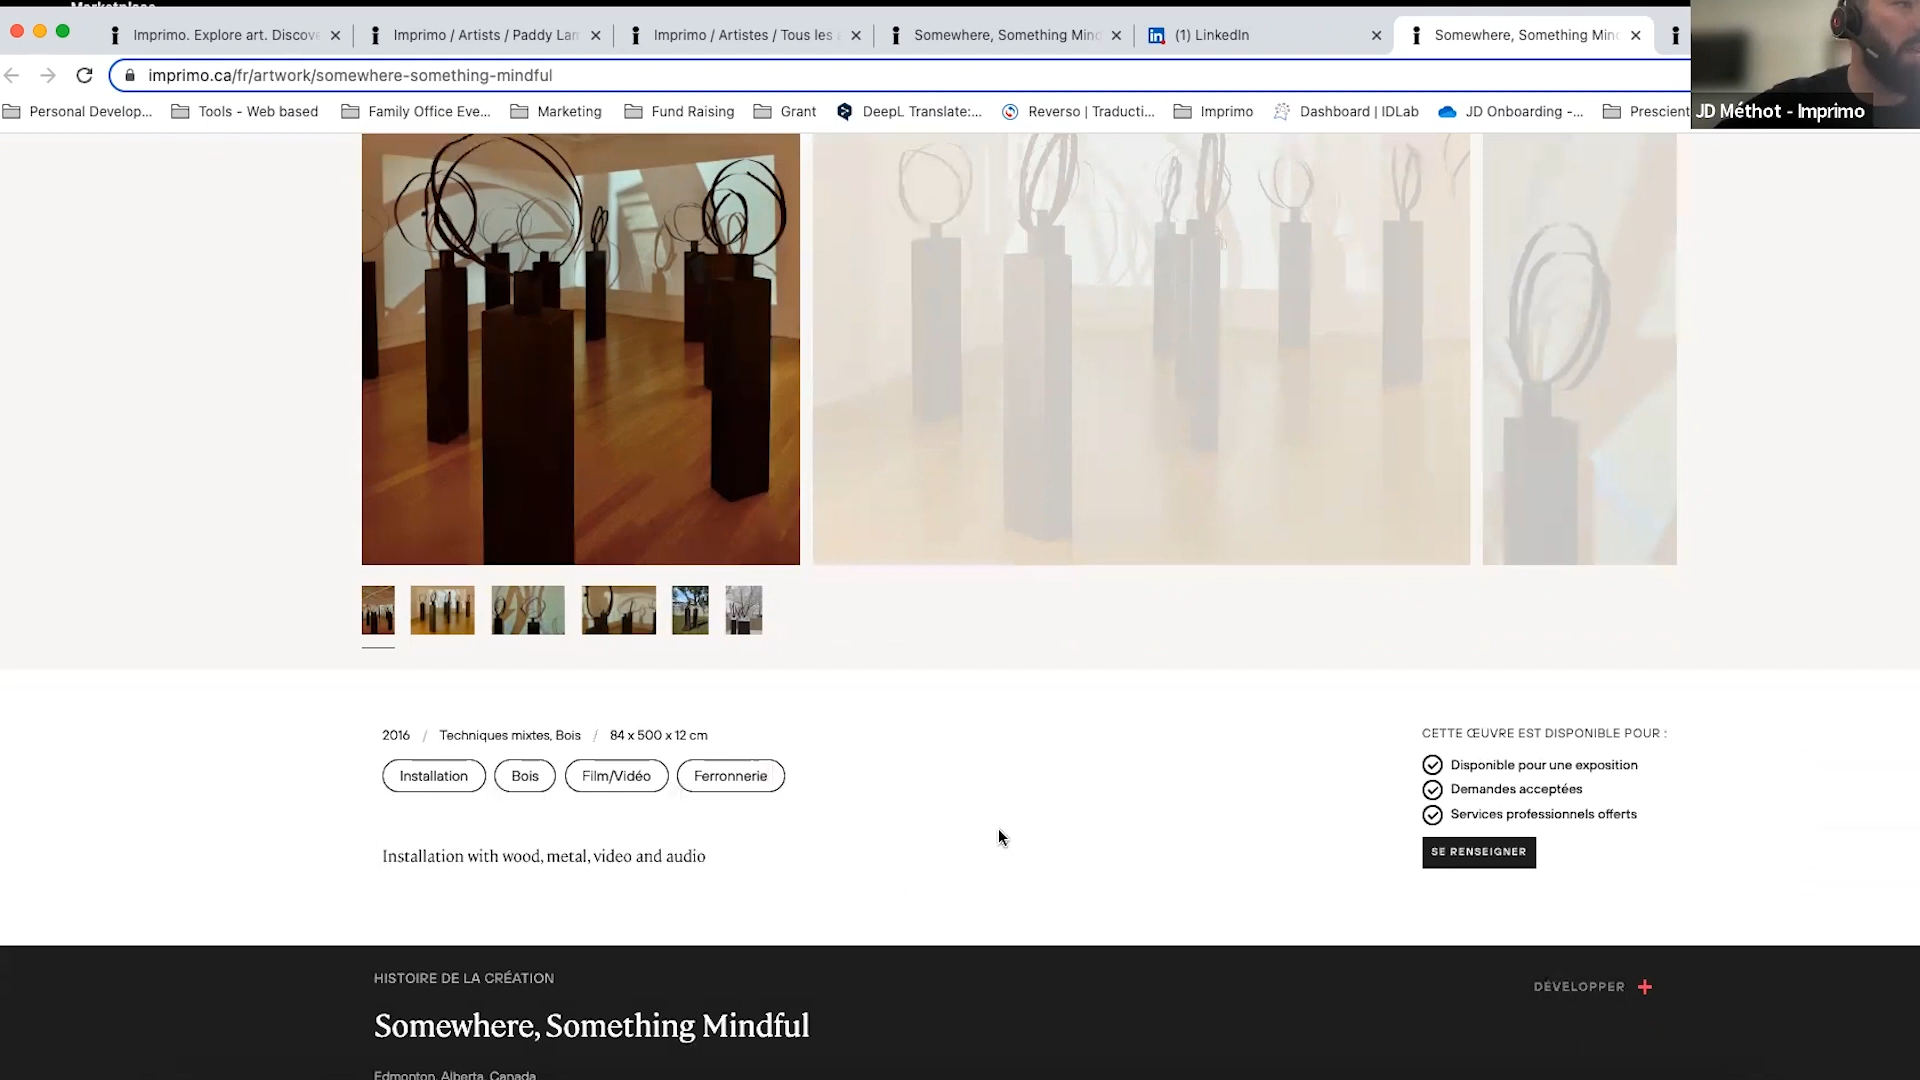 Marketplace
Imprimo. Explore art. Discove
Imprimo / Artists / Paddy Lam
Imprimo / Artistes / Tous les a
Somewhere, Something Mind
(1) LinkedIn
Somewhere, Something Mind
imprimo.ca/fr/artwork/somewhere-something-mindful
Personal Develop...
Tools - Web based
Family Office Eve...
Marketing
Fund Raising
Grant
DeepL Translate:...
Reverso | Traducti...
Imprimo
Dashboard | IDLab
JD Onboarding -...
Prescient
JD Méthot - Imprimo
2016 / Techniques mixtes, Bois / 84 x 500 x 12 cm
Installation
Bois
Film/Vidéo
Ferronnerie
Installation with wood, metal, video and audio
CETTE ŒUVRE EST DISPONIBLE POUR :
Disponible pour une exposition
Demandes acceptées
Services professionnels offerts
SE RENSEIGNER
HISTOIRE DE LA CRÉATION
DÉVELOPPER
Somewhere, Something Mindful
Edmonton, Alberta, Canada